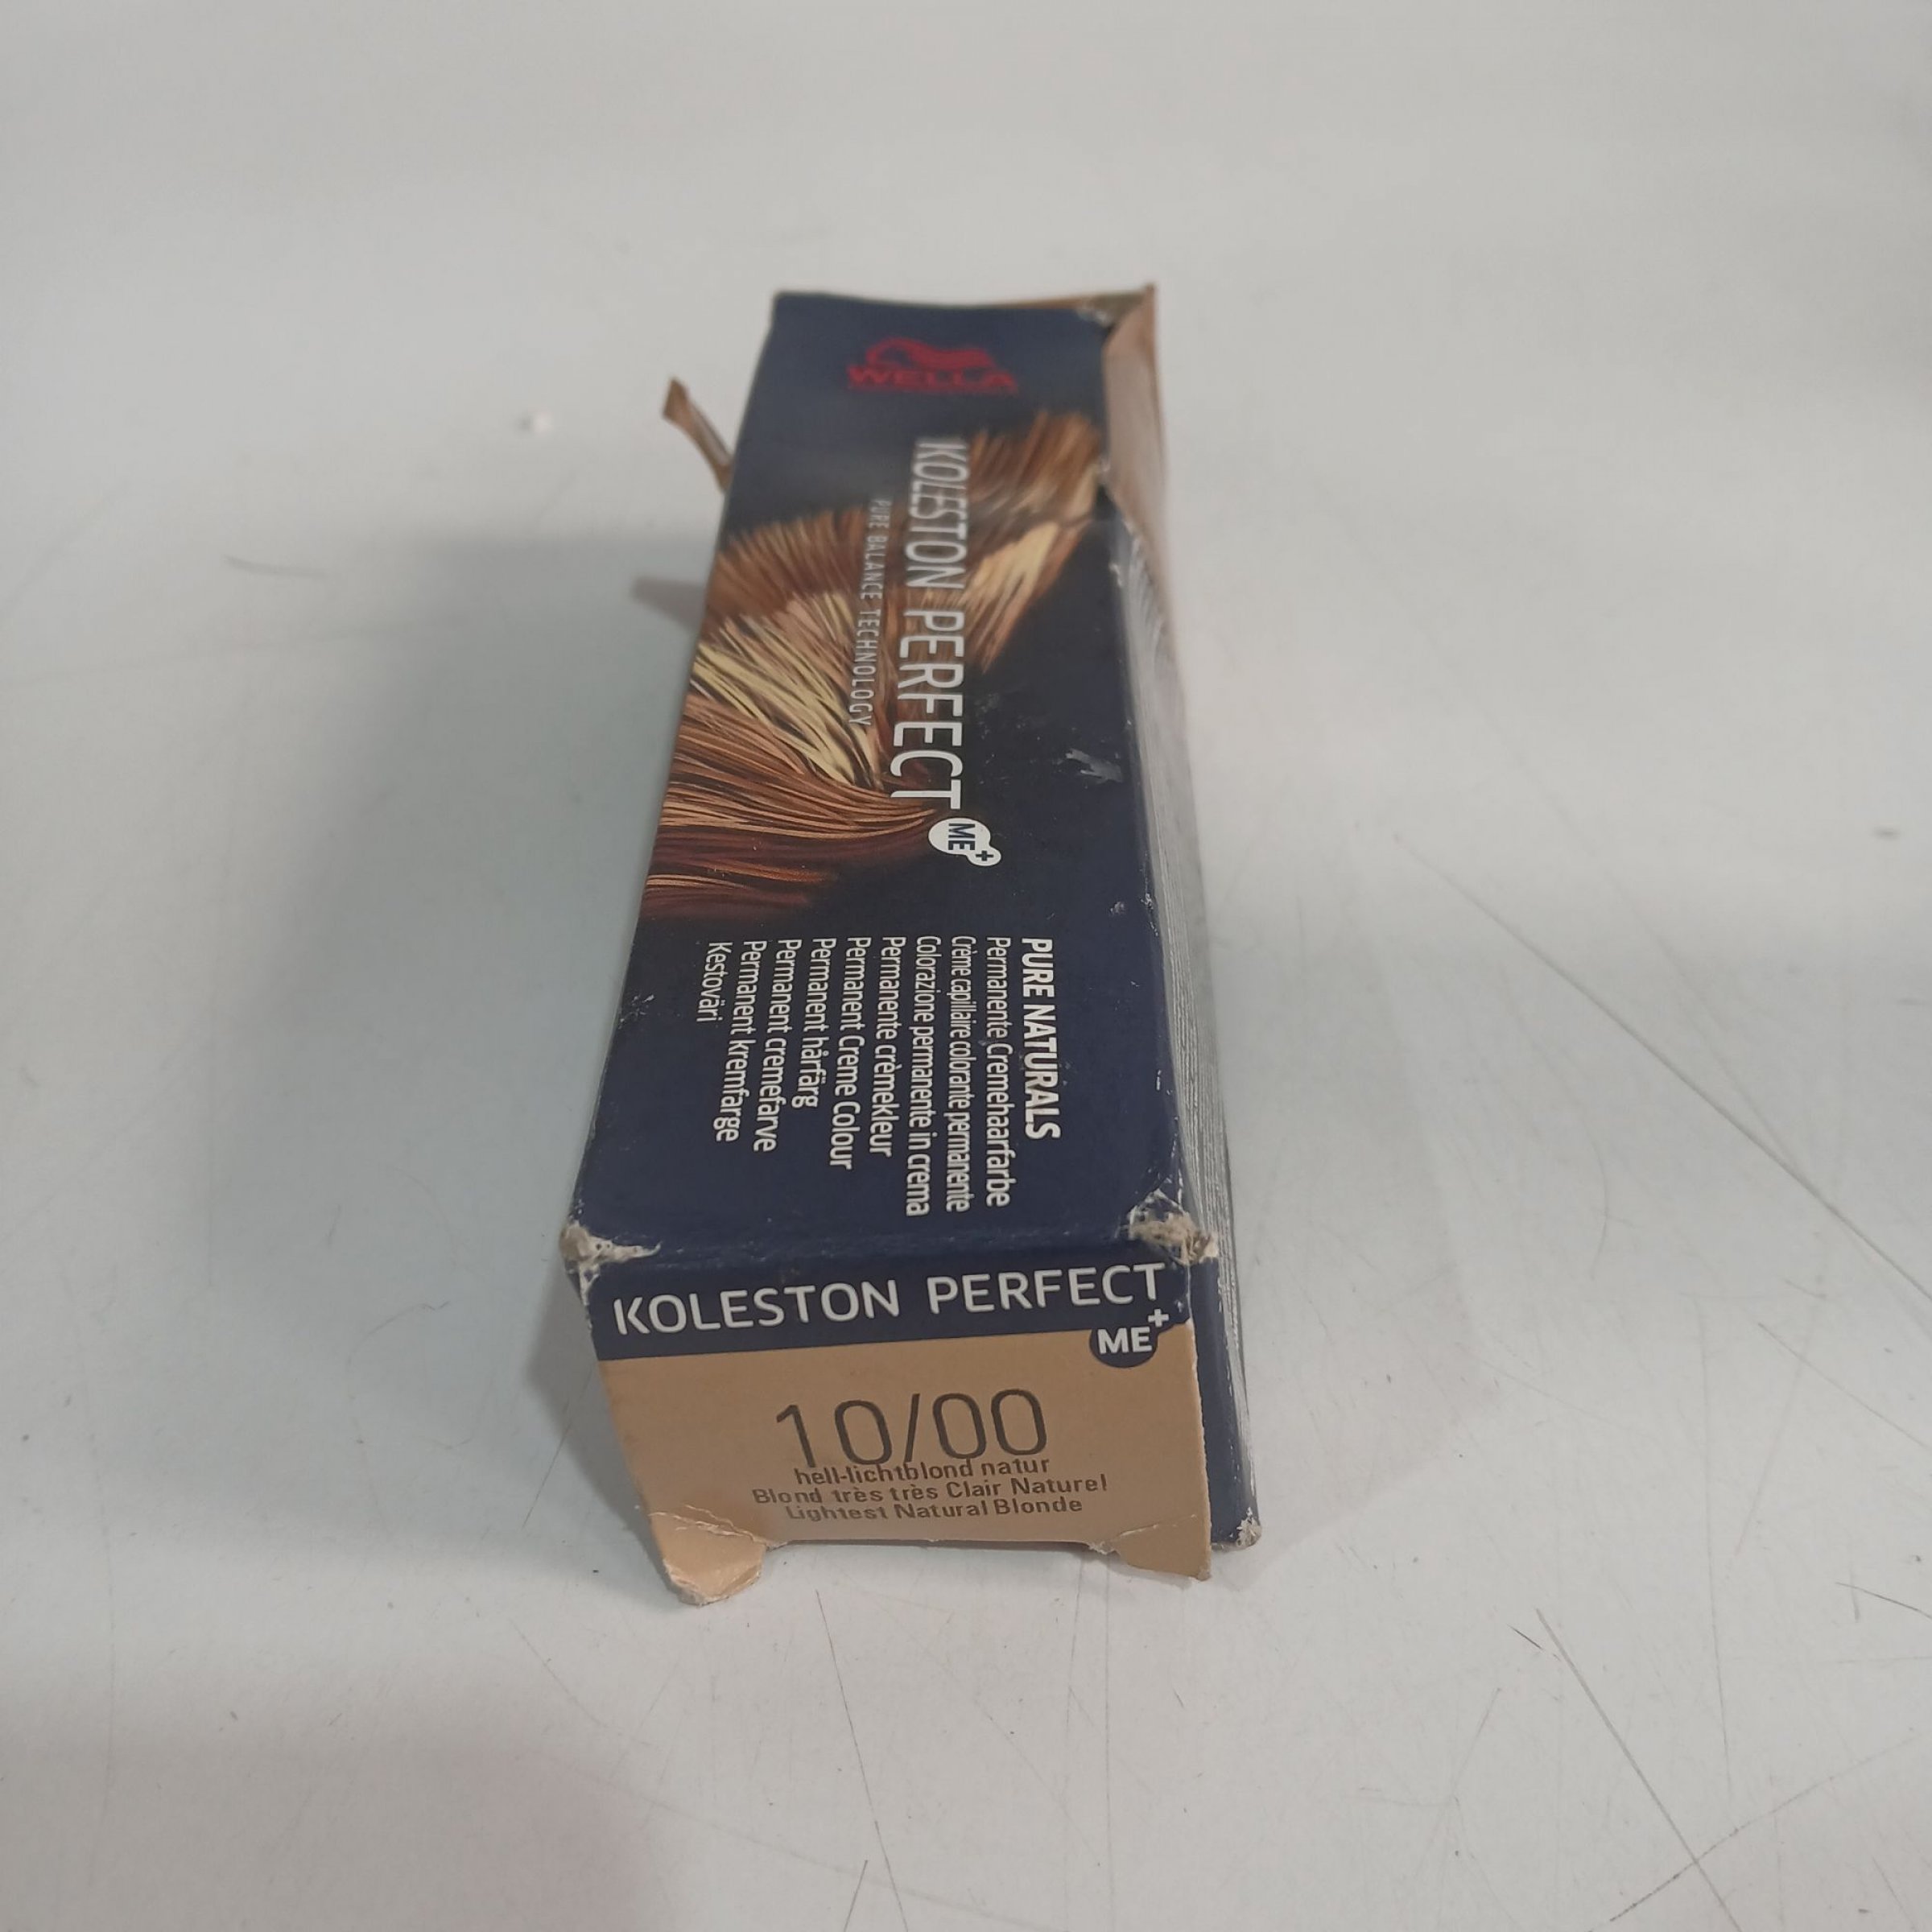 WELLA
KOLESTON PERFECT
ME+
PURE BALANCE TECHNOLOGY
PURE NATURALS
Permanente Cremehaarfarbe
Crème capillaire colorante permanente
Colorazione permanente in crema
Permanente crèmekleur
Permanent Creme Colour
Permanent hårfärg
Permanent cremefarve
Permanent kremfarge
Kestoväri
KOLESTON PERFECT
ME+
10/00
hell-lichtblond natur
Blond très très Clair Naturel
Lightest Natural Blonde